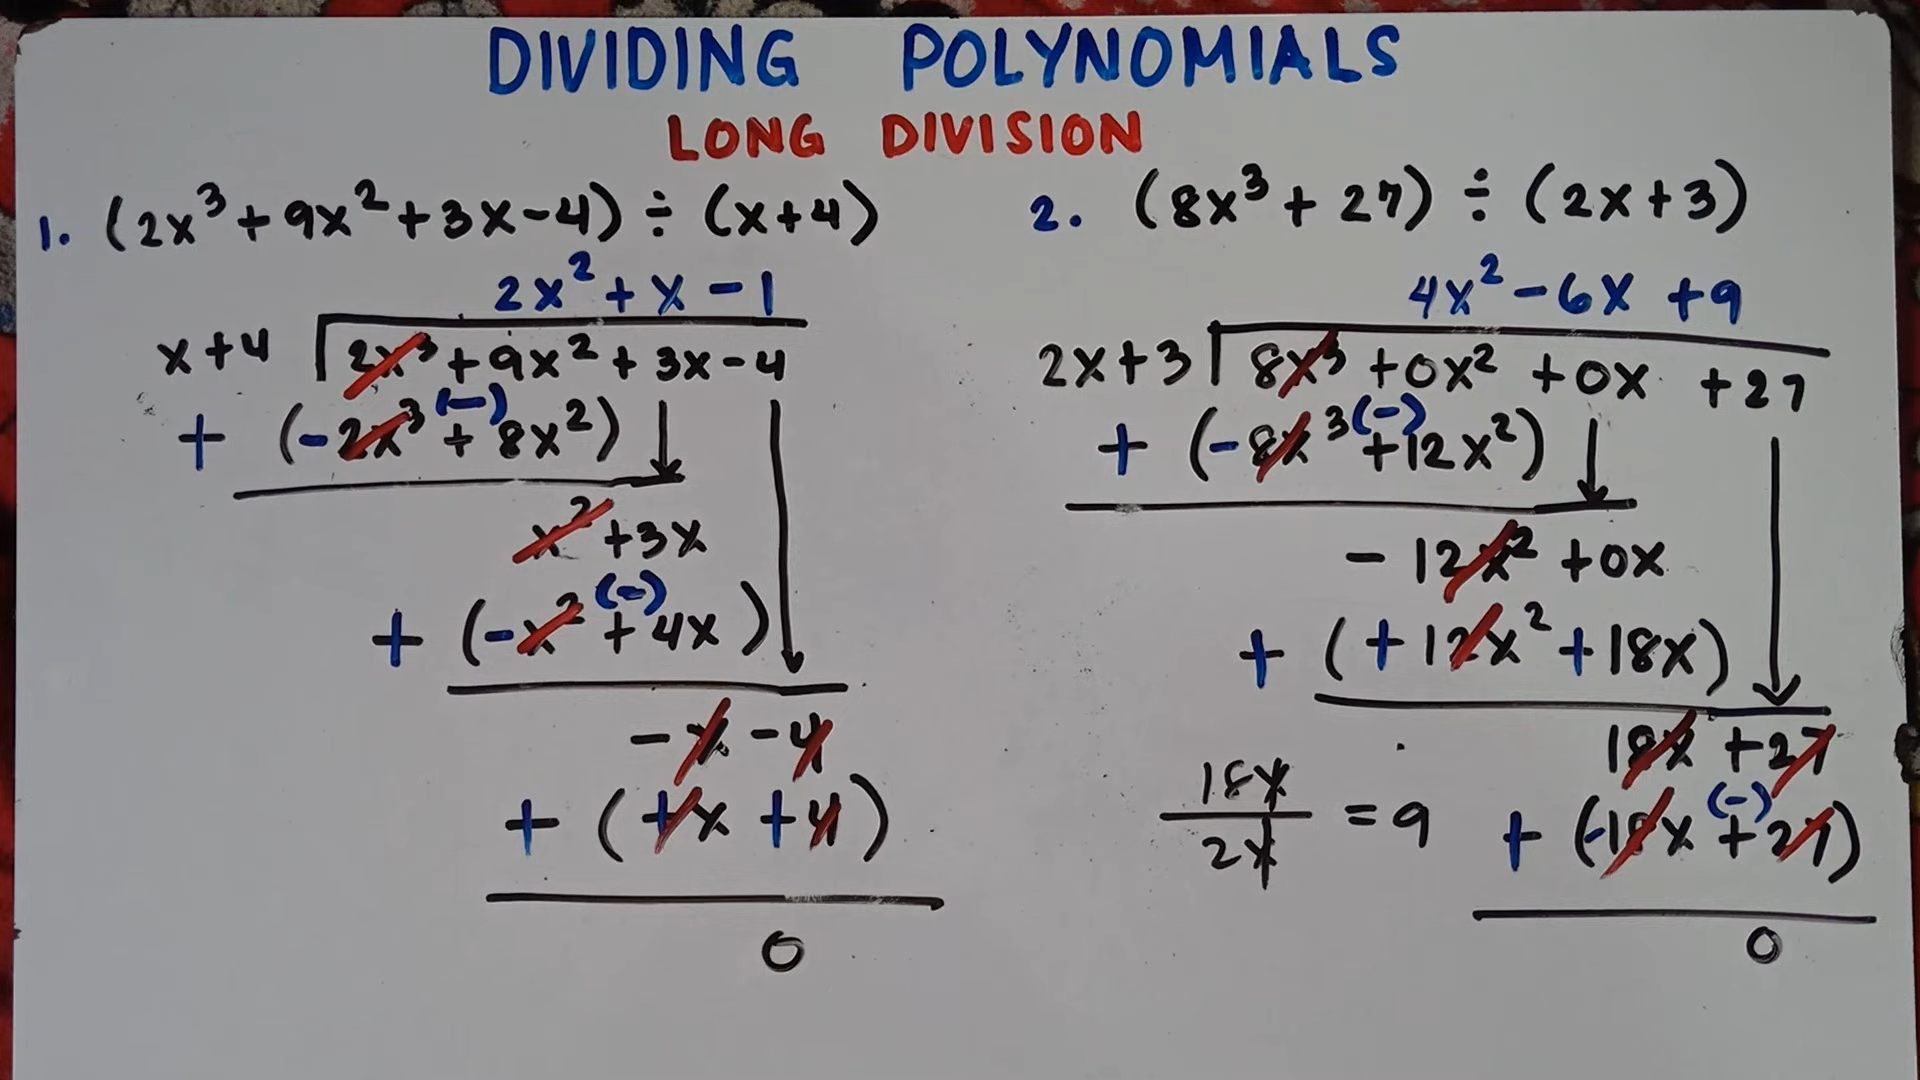 DIVIDING POLYNOMIALS
LONG DIVISION
1. (2x³ + 9x² + 3x - 4) ÷ (x + 4)
2x² + x - 1
x + 4 2x³ + 9x² + 3x - 4
+ (-2x³ (-) + 8x²)
x² + 3x
+ (-x² (-) + 4x)
-x - 4
+ (+x + 4)
0
2. (8x³ + 27) ÷ (2x + 3)
4x² - 6x + 9
2x + 3 8x³ + 0x² + 0x + 27
+ (-8x³ (-) + 12x²)
- 12x² + 0x
+ (+12x² + 18x)
18x + 27
+ (-18x (-) + 27)
0
18x/2x = 9